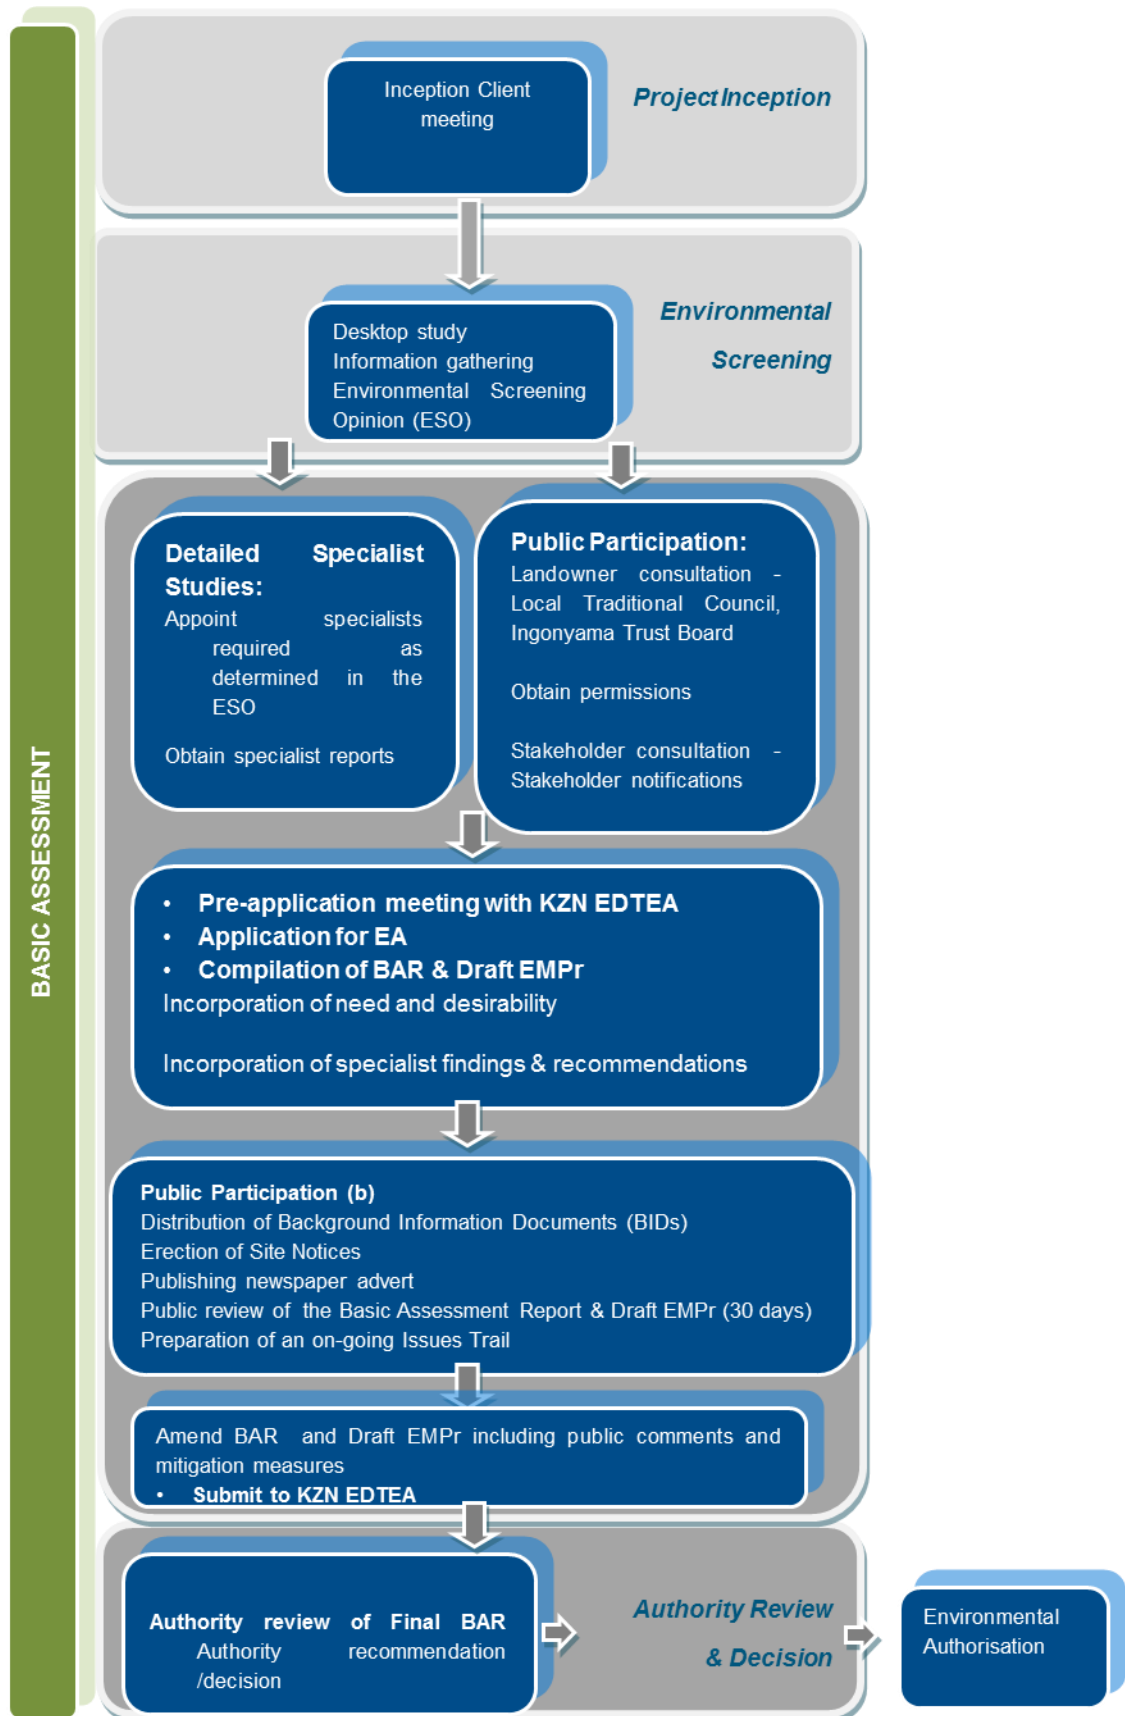 BASIC ASSESSMENT
Inception Client
meeting
Project Inception
Environmental
Screening
Desktop study
Information gathering
Environmental Screening
Opinion (ESO)
Detailed Specialist
Studies:
Appoint specialists
required as
determined in the
ESO
Obtain specialist reports
Public Participation:
Landowner consultation -
Local Traditional Council,
Ingonyama Trust Board
Obtain permissions
Stakeholder consultation -
Stakeholder notifications
• Pre-application meeting with KZN EDTEA
• Application for EA
• Compilation of BAR & Draft EMPr
Incorporation of need and desirability
Incorporation of specialist findings & recommendations
Public Participation (b)
Distribution of Background Information Documents (BIDs)
Erection of Site Notices
Publishing newspaper advert
Public review of the Basic Assessment Report & Draft EMPr (30 days)
Preparation of an on-going Issues Trail
Amend BAR and Draft EMPr including public comments and
mitigation measures
• Submit to KZN EDTEA
Authority review of Final BAR
Authority recommendation
/decision
Authority Review
& Decision
Environmental
Authorisation